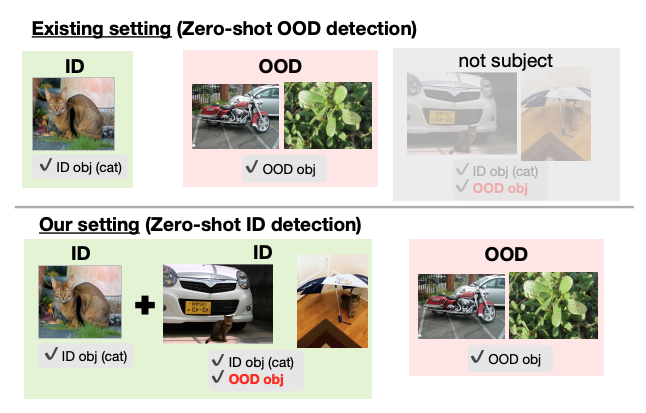 Existing setting (Zero-shot OOD detection)
ID
OOD
not subject
✓ ID obj (cat)
✓ OOD obj
✓ ID obj (cat)
✓ OOD obj
Our setting (Zero-shot ID detection)
ID
ID
OOD
+
✓ ID obj (cat)
✓ ID obj (cat)
✓ OOD obj
✓ OOD obj